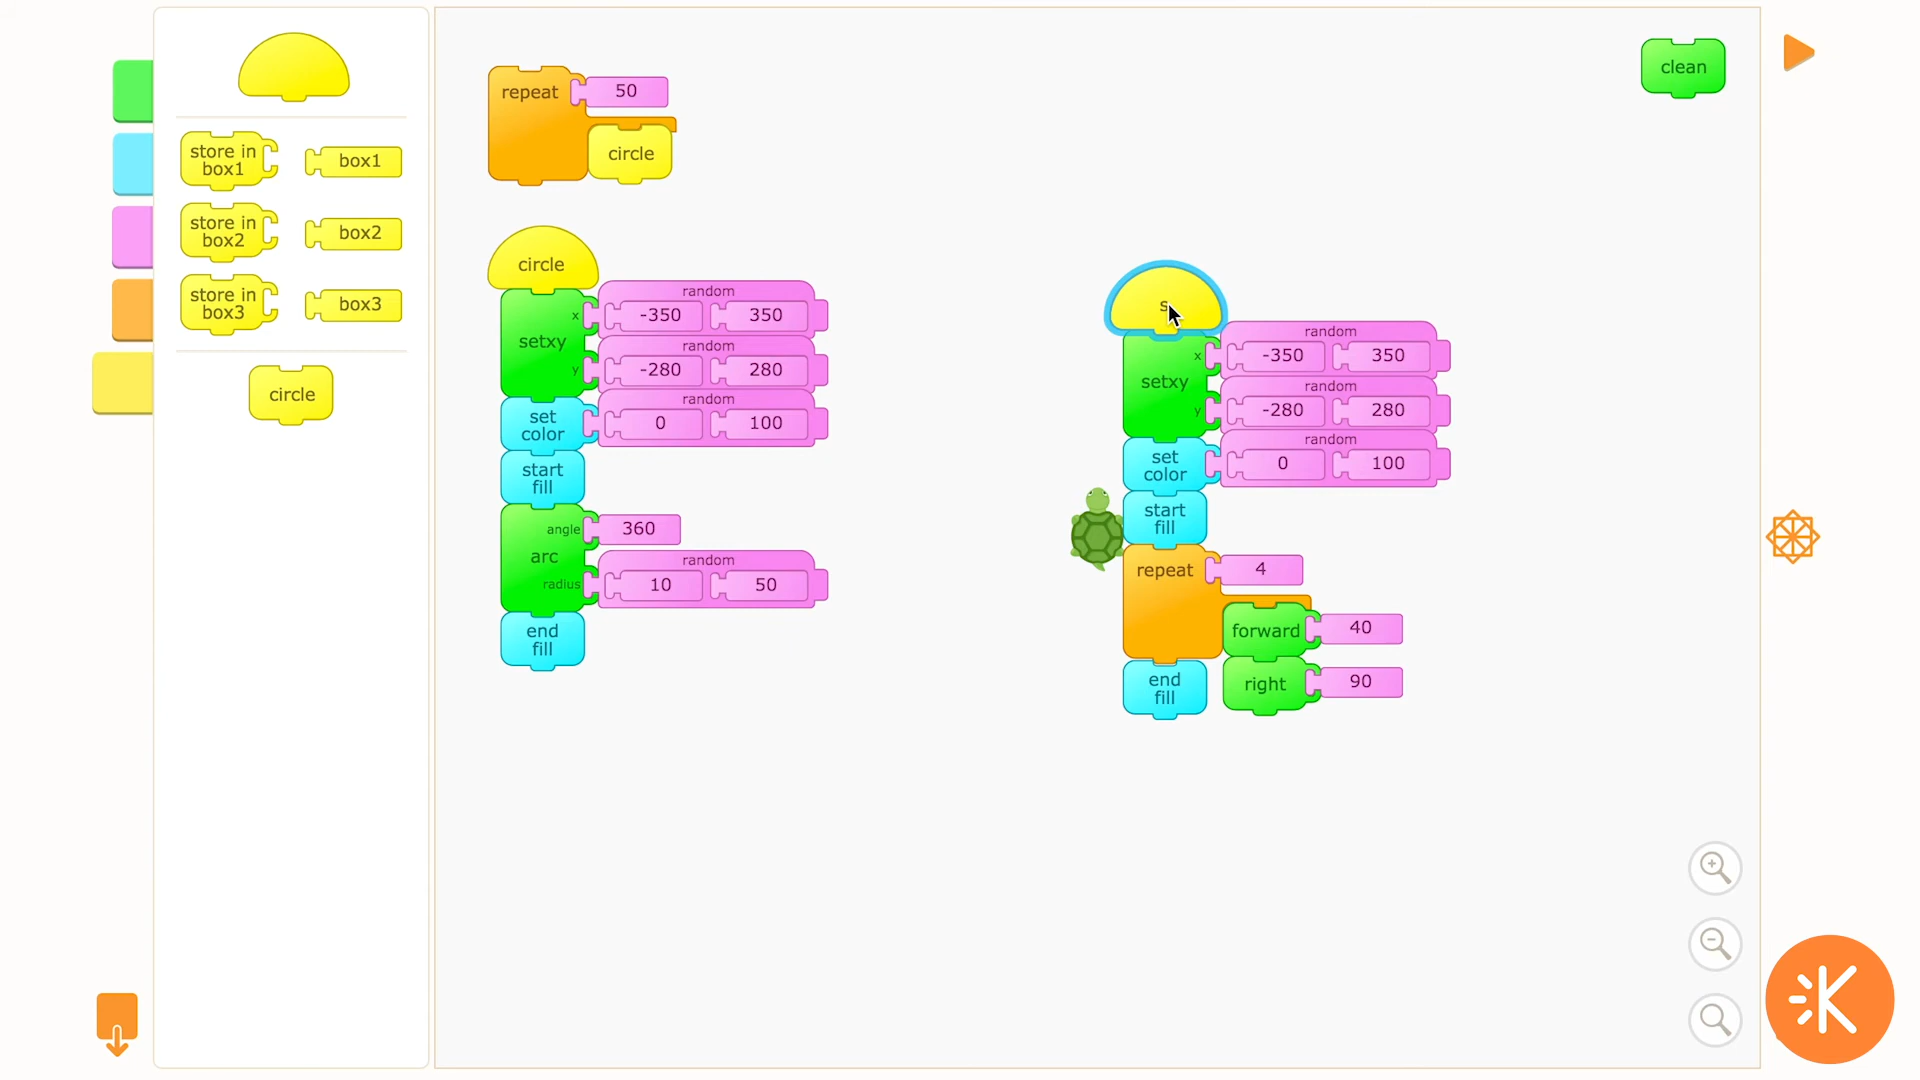 clean
repeat 50
circle
store in
box1
box1
store in
box2
box2
store in
box3
box3
circle
circle
setxy
x
random
-350 350
y
random
-280 280
set
color
random
0 100
start
fill
arc
angle
360
radius
random
10 50
end
fill
s
setxy
x
random
-350 350
y
random
-280 280
set
color
random
0 100
start
fill
repeat 4
forward 40
right 90
end
fill